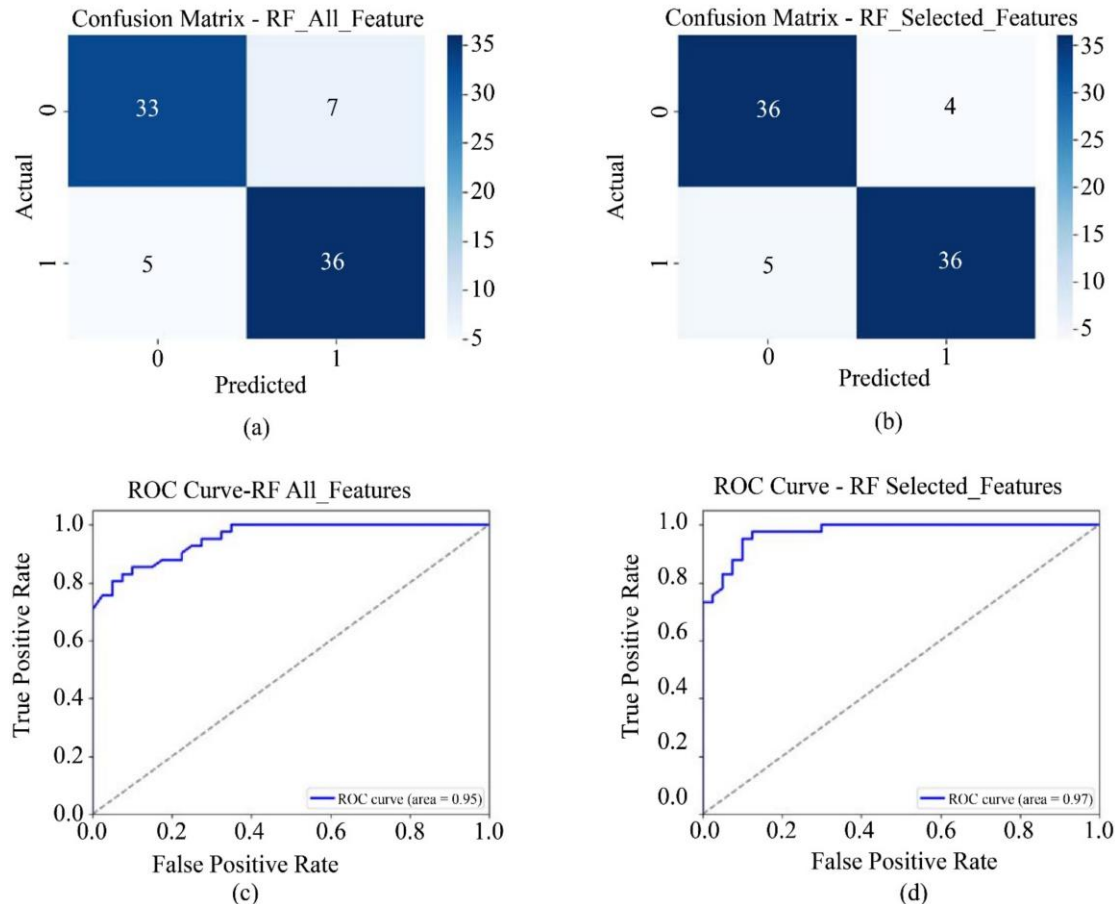 Confusion Matrix - RF_All_Feature
33
7
5
36
0
1
Actual
0
1
Predicted
35
30
25
20
15
10
5
(a)
Confusion Matrix - RF_Selected_Features
36
4
5
36
0
1
Actual
0
1
Predicted
35
30
25
20
15
10
5
(b)
ROC Curve-RF All_Features
1.0
0.8
0.6
0.4
0.2
0.0
True Positive Rate
ROC curve (area = 0.95)
0.0 0.2 0.4 0.6 0.8 1.0
False Positive Rate
(c)
ROC Curve - RF Selected_Features
1.0
0.8
0.6
0.4
0.2
0.0
True Positive Rate
ROC curve (area = 0.97)
0.0 0.2 0.4 0.6 0.8 1.0
False Positive Rate
(d)